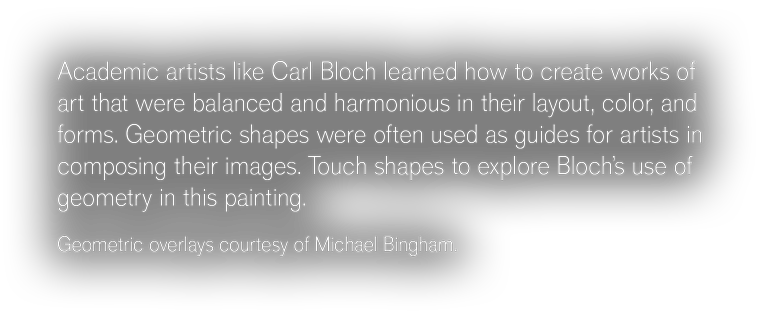 Academic artists like Carl Bloch learned how to create works of
art that were balanced and harmonious in their layout, color, and
forms. Geometric shapes were often used as guides for artists in
composing their images. Touch shapes to explore Bloch’s use of
geometry in this painting.
Geometric overlays courtesy of Michael Bingham.